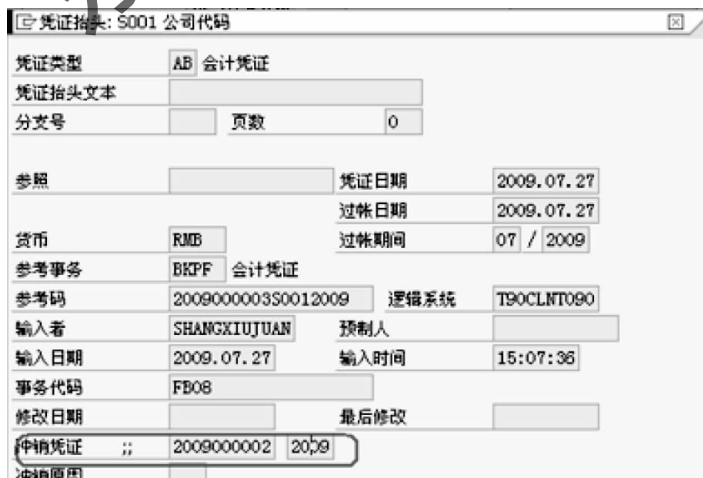 凭证抬头: S001 公司代码
凭证类型 AB 会计凭证
凭证抬头文本
分支号 页数 0
参照 凭证日期 2009.07.27
过帐日期 2009.07.27
货币 RMB 过帐期间 07 / 2009
参考事务 BKPF 会计凭证
参考码 2009000003S0012009 逻辑系统 T90CLNT090
输入者 SHANGXIUJUAN 预制人
输入日期 2009.07.27 输入时间 15:07:36
事务代码 FB08
修改日期 最后修改
冲销凭证 ;; 2009000002 2009
冲销原因